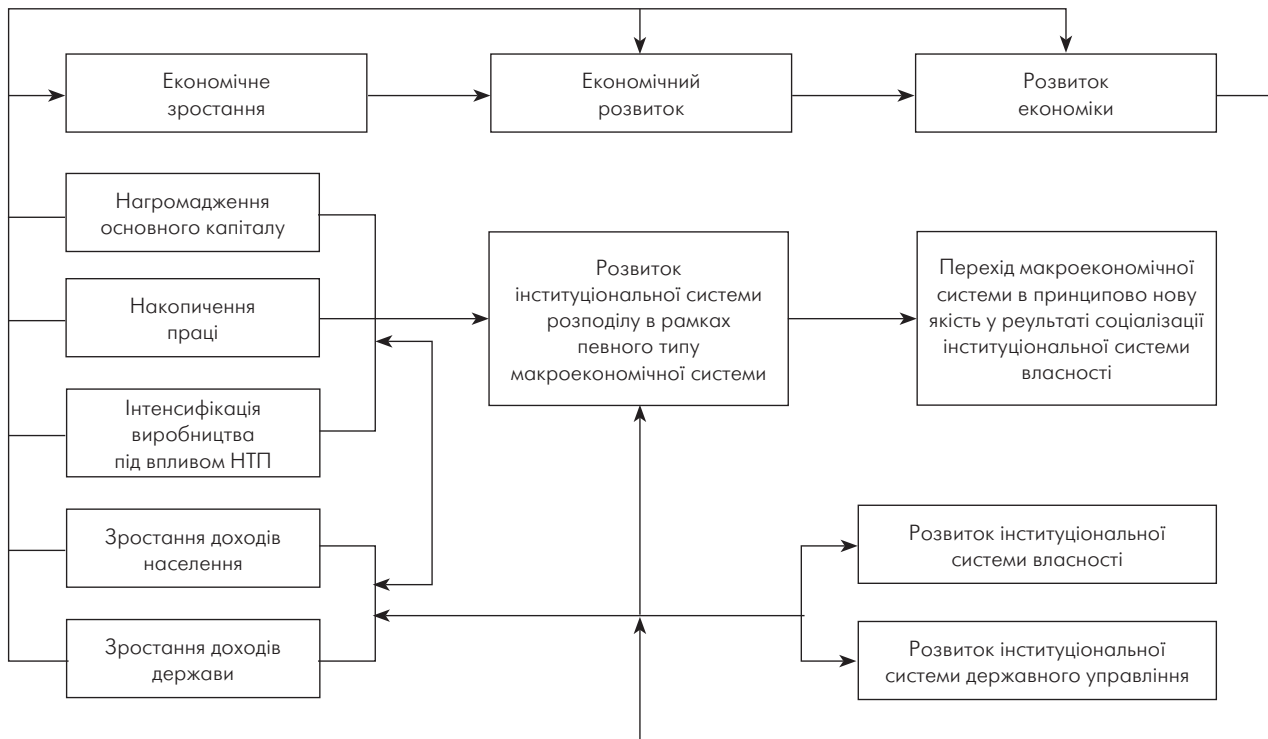 Економічне
зростання
Економічний
розвиток
Розвиток
економіки
Нагромадження
основного капіталу
Накопичення
праці
Інтенсифікація
виробництва
під впливом НТП
Зростання доходів
населення
Зростання доходів
держави
Розвиток
інституціональної системи
розподілу в рамках
певного типу
макроекономічної системи
Перехід макроекономічної
системи в принципово нову
якість у реультаті соціалізації
інституціональної системи
власності
Розвиток інституціональної
системи власності
Розвиток інституціональної
системи державного управління